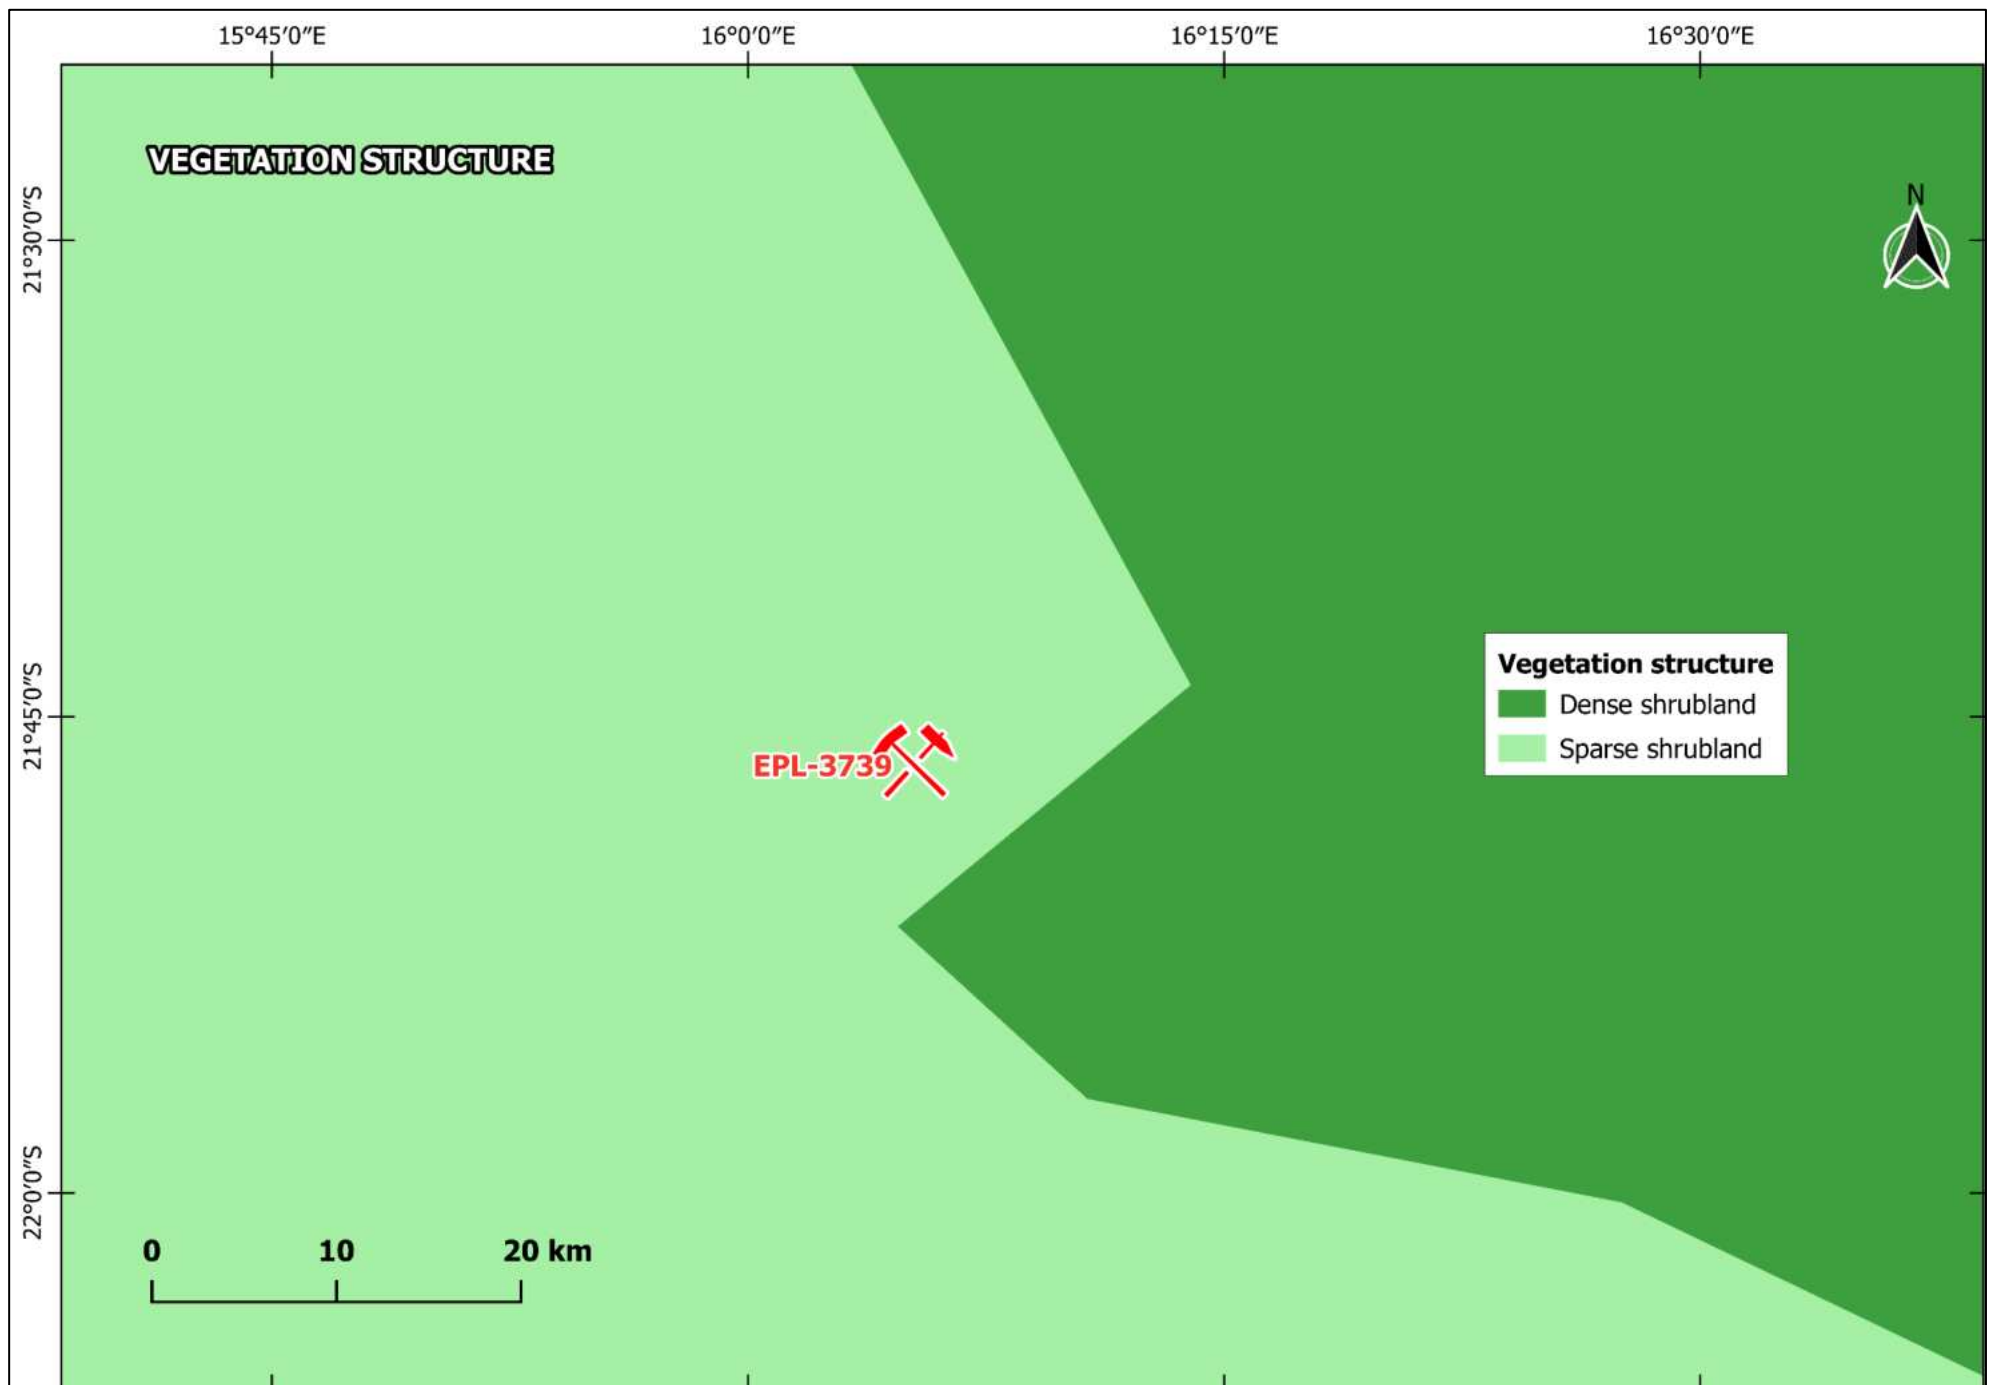 15°45′0″E 16°0′0″E 16°15′0″E 16°30′0″E
VEGETATION STRUCTURE
N
21°30′0″S
21°45′0″S
22°0′0″S
EPL-3739
Vegetation structure
Dense shrubland
Sparse shrubland
0 10 20 km